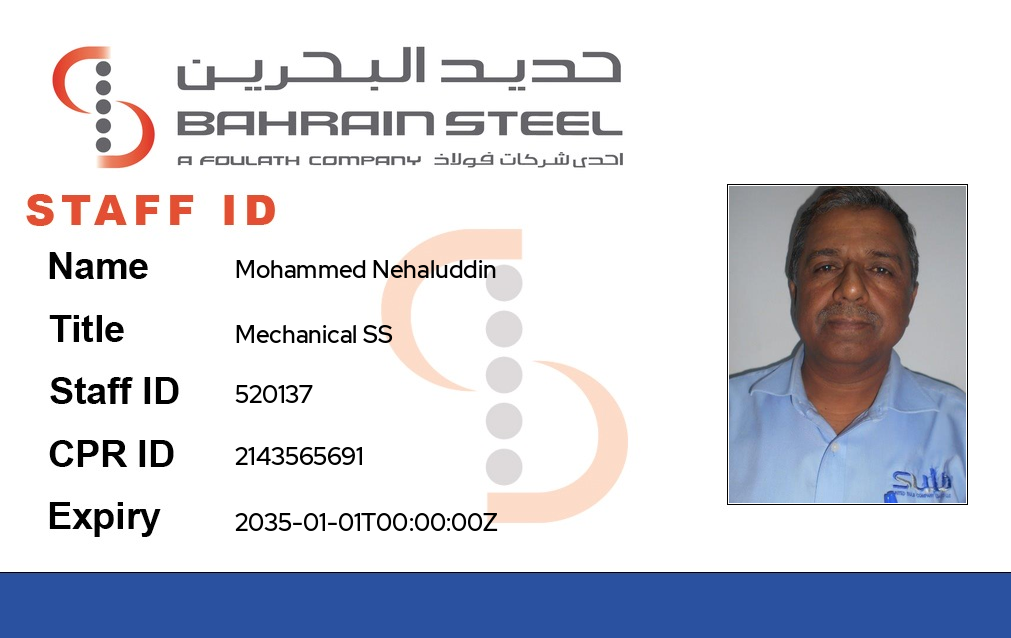 حديد البحرين
BAHRAIN STEEL
A FOULATH COMPANY احدى شركات فولاذ
STAFF ID
Name Mohammed Nehaluddin
Title Mechanical SS
Staff ID 520137
CPR ID 2143565691
Expiry 2035-01-01T00:00:00Z